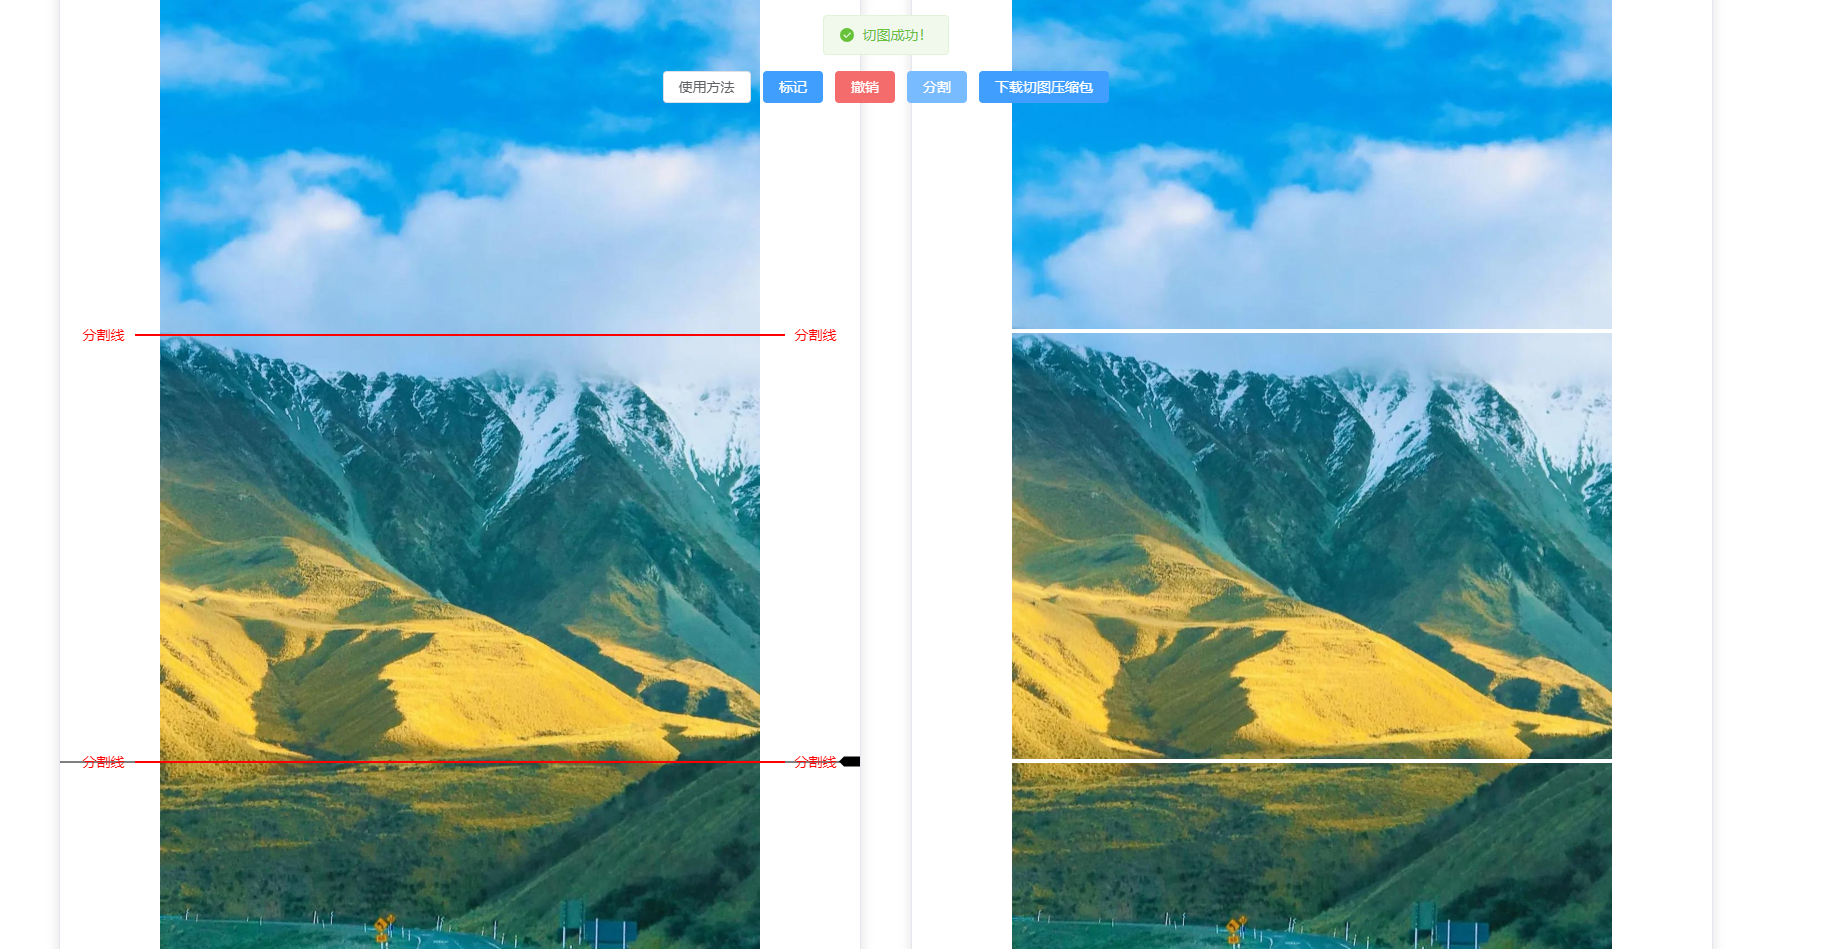 切图成功！
使用方法
标记
撤销
分割
下载切图压缩包
分割线
分割线
分割线
分割线